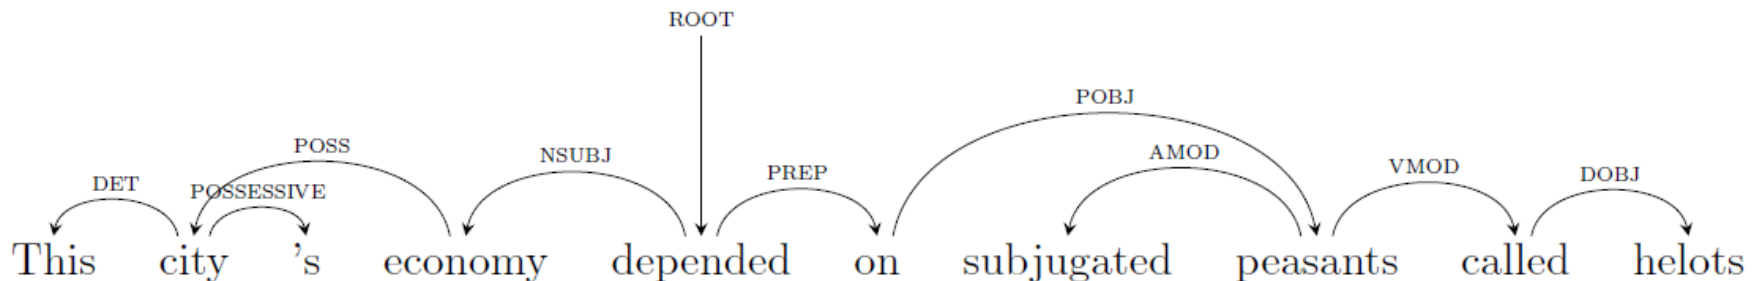 ROOT
POBJ
POSS NSUBJ AMOD
PREP VMOD DOBJ
DET POSSESSIVE
This city 's economy depended on subjugated peasants called helots